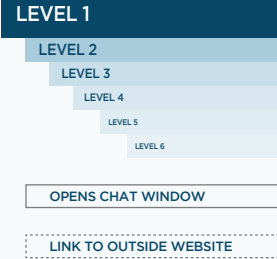 LEVEL 1
LEVEL 2
LEVEL 3
LEVEL 4
LEVEL 5
LEVEL 6
OPENS CHAT WINDOW
LINK TO OUTSIDE WEBSITE